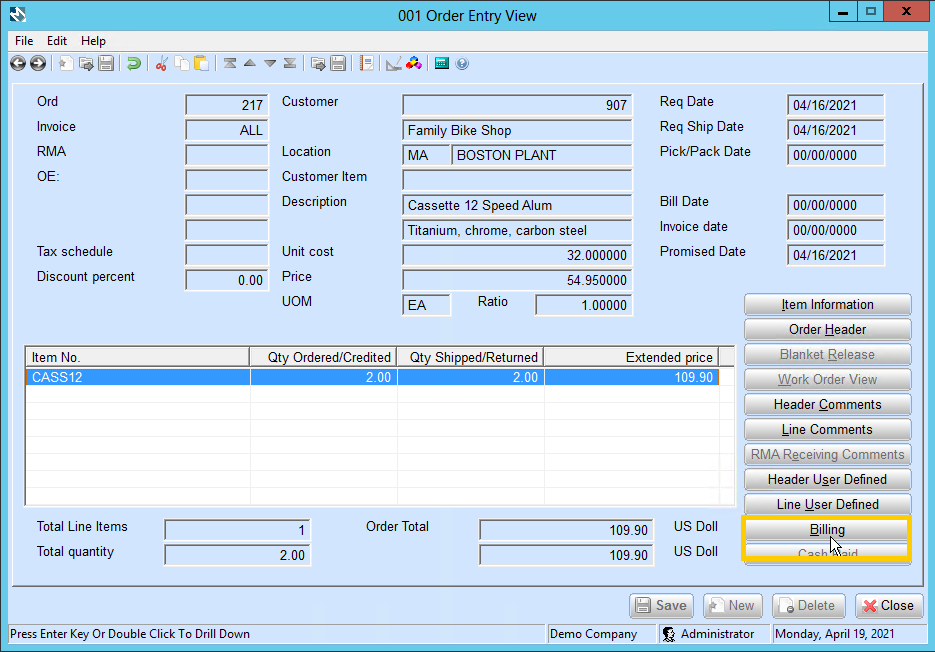 001 Order Entry View
File Edit Help
Ord 217 Customer 907 Req Date 04/16/2021
Invoice ALL Family Bike Shop Req Ship Date 04/16/2021
RMA Location MA BOSTON PLANT Pick/Pack Date 00/00/0000
OE: Customer Item
Description Cassette 12 Speed Alum Bill Date 00/00/0000
Titanium, chrome, carbon steel Invoice date 00/00/0000
Tax schedule Unit cost 32.000000 Promised Date 04/16/2021
Discount percent 0.00 Price 54.950000
UOM EA Ratio 1.00000
Item Information
Order Header
Blanket Release
Work Order View
Header Comments
Line Comments
RMA Receiving Comments
Header User Defined
Line User Defined
Billing
Cash Paid
Item No. Qty Ordered/Credited Qty Shipped/Returned Extended price
CASS12 2.00 2.00 109.90
Total Line Items 1 Order Total 109.90 US Doll
Total quantity 2.00 109.90 US Doll
Save New Delete Close
Press Enter Key Or Double Click To Drill Down Demo Company Administrator Monday, April 19, 2021